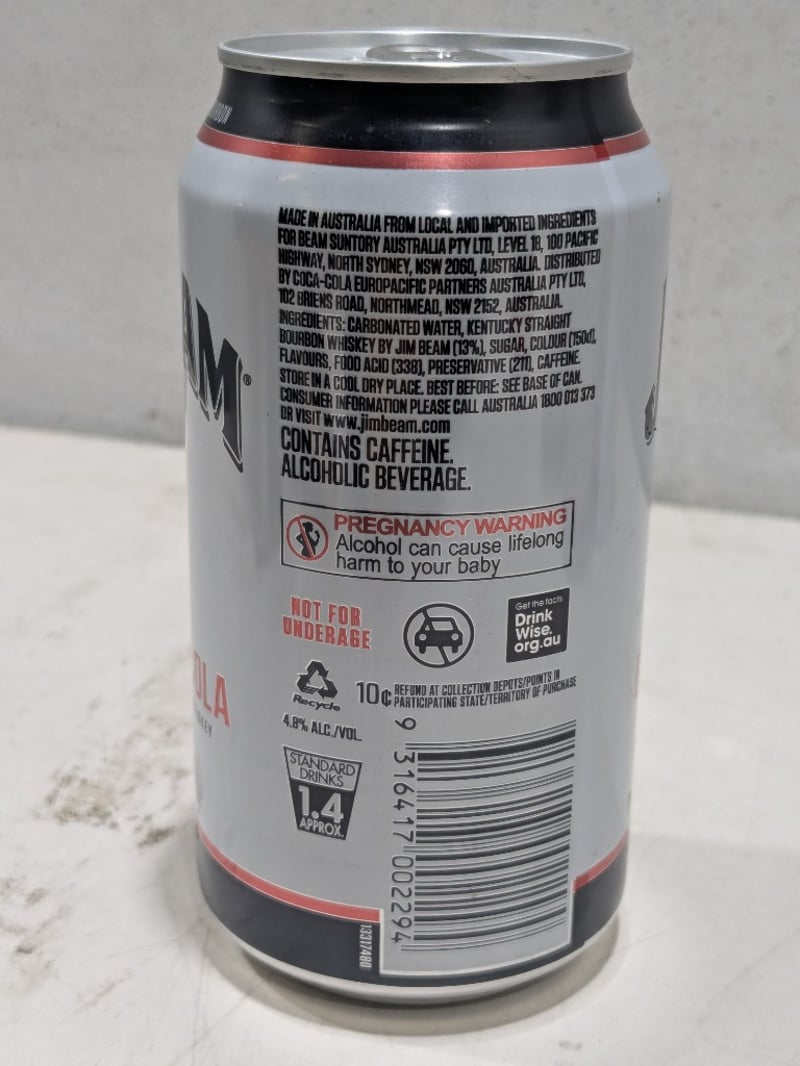 AM®
MADE IN AUSTRALIA FROM LOCAL AND IMPORTED INGREDIENTS
FOR BEAM SUNTORY AUSTRALIA PTY LTD, LEVEL 18, 100 PACIFIC
HIGHWAY, NORTH SYDNEY, NSW 2060, AUSTRALIA. DISTRIBUTED
BY COCA-COLA EUROPACIFIC PARTNERS AUSTRALIA PTY LTD,
102 BRIENS ROAD, NORTHMEAD, NSW 2152, AUSTRALIA.
INGREDIENTS: CARBONATED WATER, KENTUCKY STRAIGHT
BOURBON WHISKEY BY JIM BEAM (13%), SUGAR, COLOUR (150d),
FLAVOURS, FOOD ACID (338), PRESERVATIVE (211), CAFFEINE.
STORE IN A COOL DRY PLACE. BEST BEFORE: SEE BASE OF CAN.
CONSUMER INFORMATION PLEASE CALL AUSTRALIA 1800 013 373
OR VISIT www.jimbeam.com
CONTAINS CAFFEINE.
ALCOHOLIC BEVERAGE.
PREGNANCY WARNING
Alcohol can cause lifelong
harm to your baby
NOT FOR
UNDERAGE
Get the facts
Drink
Wise.
org.au
OLA
Recycle
10¢ REFUND AT COLLECTION DEPOTS/POINTS IN
PARTICIPATING STATE/TERRITORY OF PURCHASE
4.8% ALC./VOL.
STANDARD
DRINKS
1.4
APPROX.
9 316417 002294
13317480